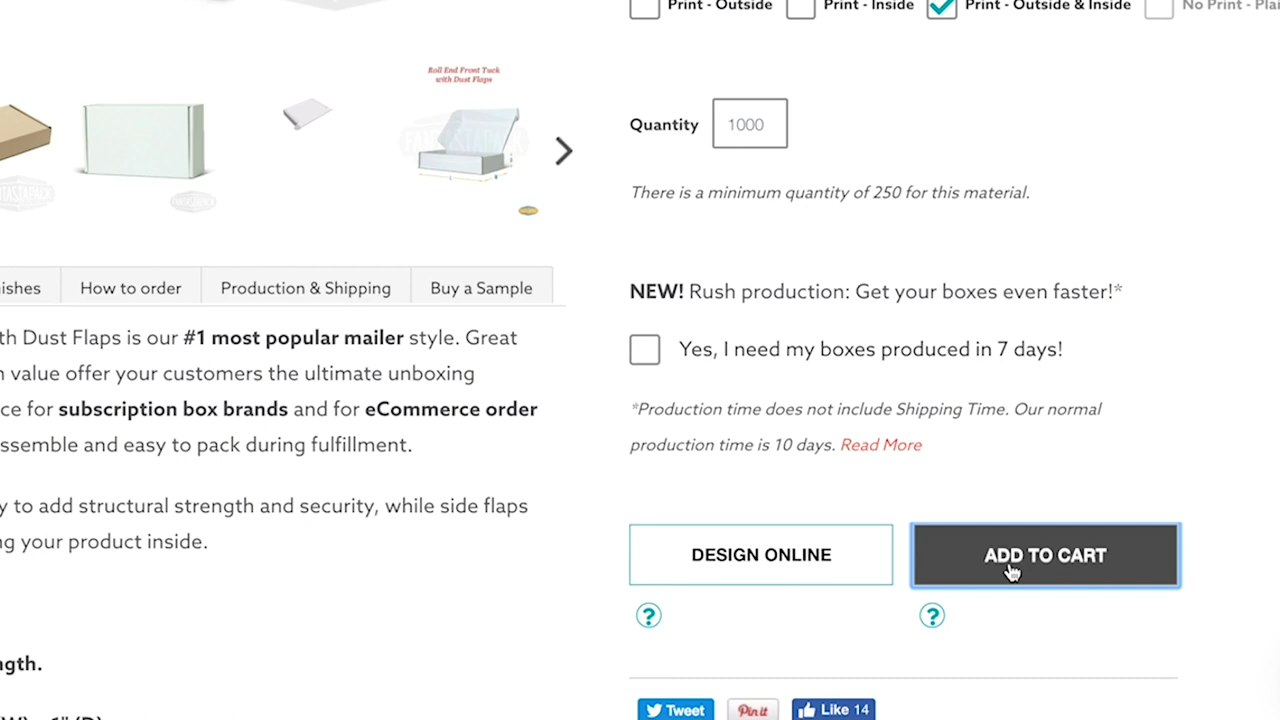 Print - Outside
Print - Inside
Print - Outside & Inside
No Print - Plai
Roll End Front Tuck
with Dust Flaps
FANTASTAPACK
NTASTAPACK
Quantity 1000
There is a minimum quantity of 250 for this material.
ishes
How to order
Production & Shipping
Buy a Sample
NEW! Rush production: Get your boxes even faster!*
Yes, I need my boxes produced in 7 days!
*Production time does not include Shipping Time. Our normal
production time is 10 days. Read More
th Dust Flaps is our #1 most popular mailer style. Great
n value offer your customers the ultimate unboxing
ce for subscription box brands and for eCommerce order
ssemble and easy to pack during fulfillment.
y to add structural strength and security, while side flaps
ng your product inside.
DESIGN ONLINE
ADD TO CART
?
?
ngth.
Tweet
Pin it
Like 14